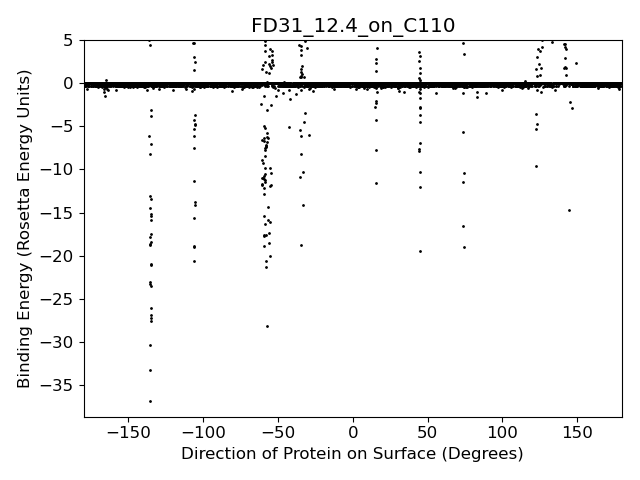 FD31_12.4_on_C110
Binding Energy (Rosetta Energy Units)
5
0
−5
−10
−15
−20
−25
−30
−35
−150 −100 −50 0 50 100 150
Direction of Protein on Surface (Degrees)